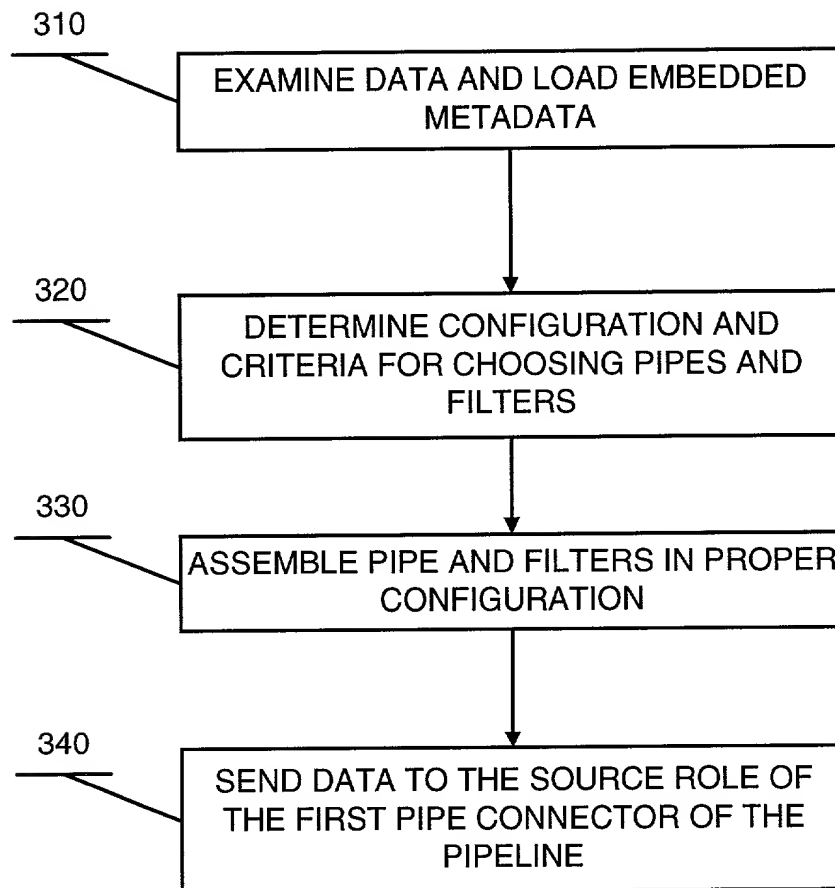 310
EXAMINE DATA AND LOAD EMBEDDED
METADATA
320
DETERMINE CONFIGURATION AND
CRITERIA FOR CHOOSING PIPES AND
FILTERS
330
ASSEMBLE PIPE AND FILTERS IN PROPER
CONFIGURATION
340
SEND DATA TO THE SOURCE ROLE OF
THE FIRST PIPE CONNECTOR OF THE
PIPELINE